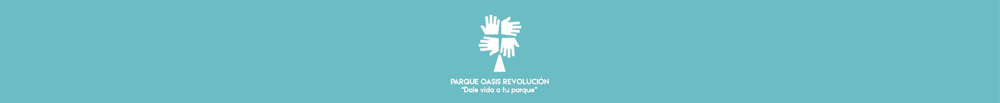 PARQUE OASIS REVOLUCIÓN
“Dale vida a tu parque”